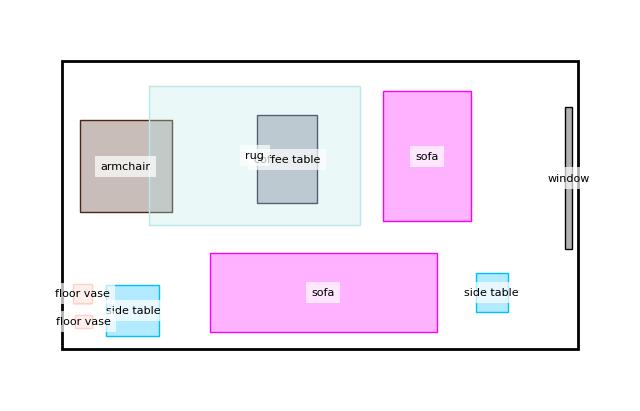 armchair
rug
coffee table
sofa
window
floor vase
side table
sofa
side table
floor vase